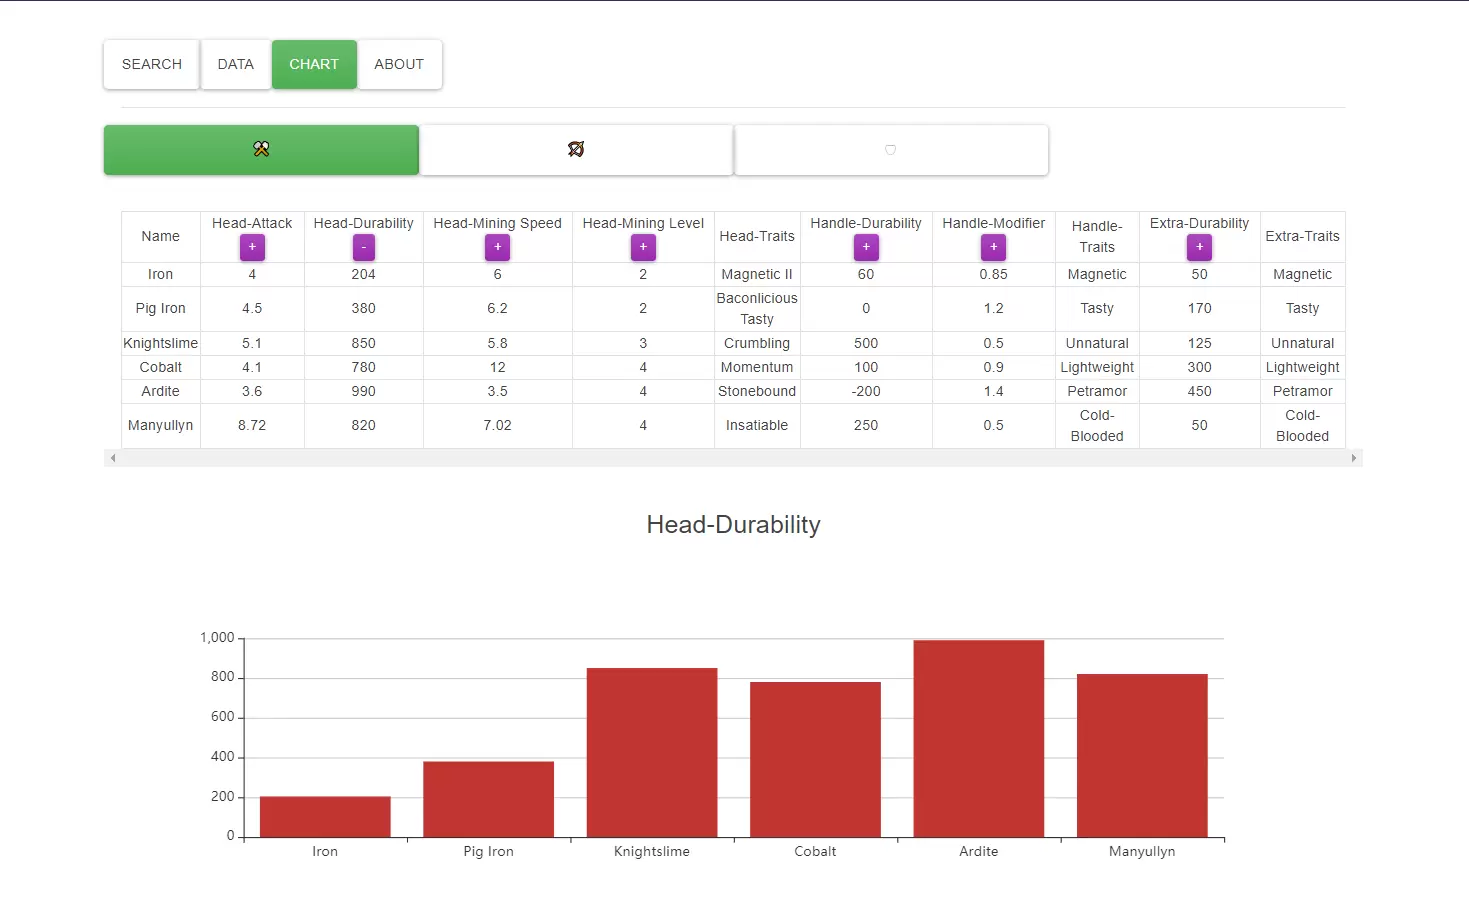 SEARCH DATA CHART ABOUT
Name Head-Attack Head-Durability Head-Mining Speed Head-Mining Level Head-Traits Handle-Durability Handle-Modifier Handle-Traits Extra-Durability Extra-Traits
+ - + + + + +
Iron 4 204 6 2 Magnetic II 60 0.85 Magnetic 50 Magnetic
Pig Iron 4.5 380 6.2 2 Baconlicious Tasty 0 1.2 Tasty 170 Tasty
Knightslime 5.1 850 5.8 3 Crumbling 500 0.5 Unnatural 125 Unnatural
Cobalt 4.1 780 12 4 Momentum 100 0.9 Lightweight 300 Lightweight
Ardite 3.6 990 3.5 4 Stonebound -200 1.4 Petramor 450 Petramor
Manyullyn 8.72 820 7.02 4 Insatiable 250 0.5 Cold-Blooded 50 Cold-Blooded
Head-Durability
1,000
800
600
400
200
0
Iron Pig Iron Knightslime Cobalt Ardite Manyullyn